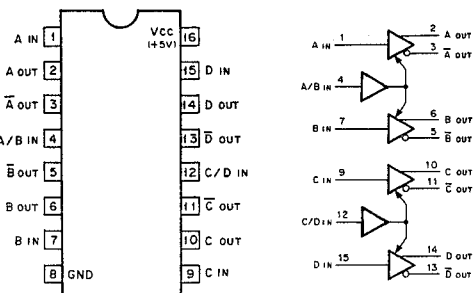 A IN 1
A OUT 2
A̅ OUT 3
A/B IN 4
B̅ OUT 5
B OUT 6
B IN 7
8 GND
VCC 16
(+5V)
15 D IN
14 D OUT
13 D̅ OUT
12 C/D IN
11 C̅ OUT
10 C OUT
9 C IN
A IN 1
2 A OUT
3 A̅ OUT
A/B IN 4
B IN 7
6 B OUT
5 B̅ OUT
C IN 9
10 C OUT
11 C̅ OUT
C/D IN 12
D IN 15
14 D OUT
13 D̅ OUT